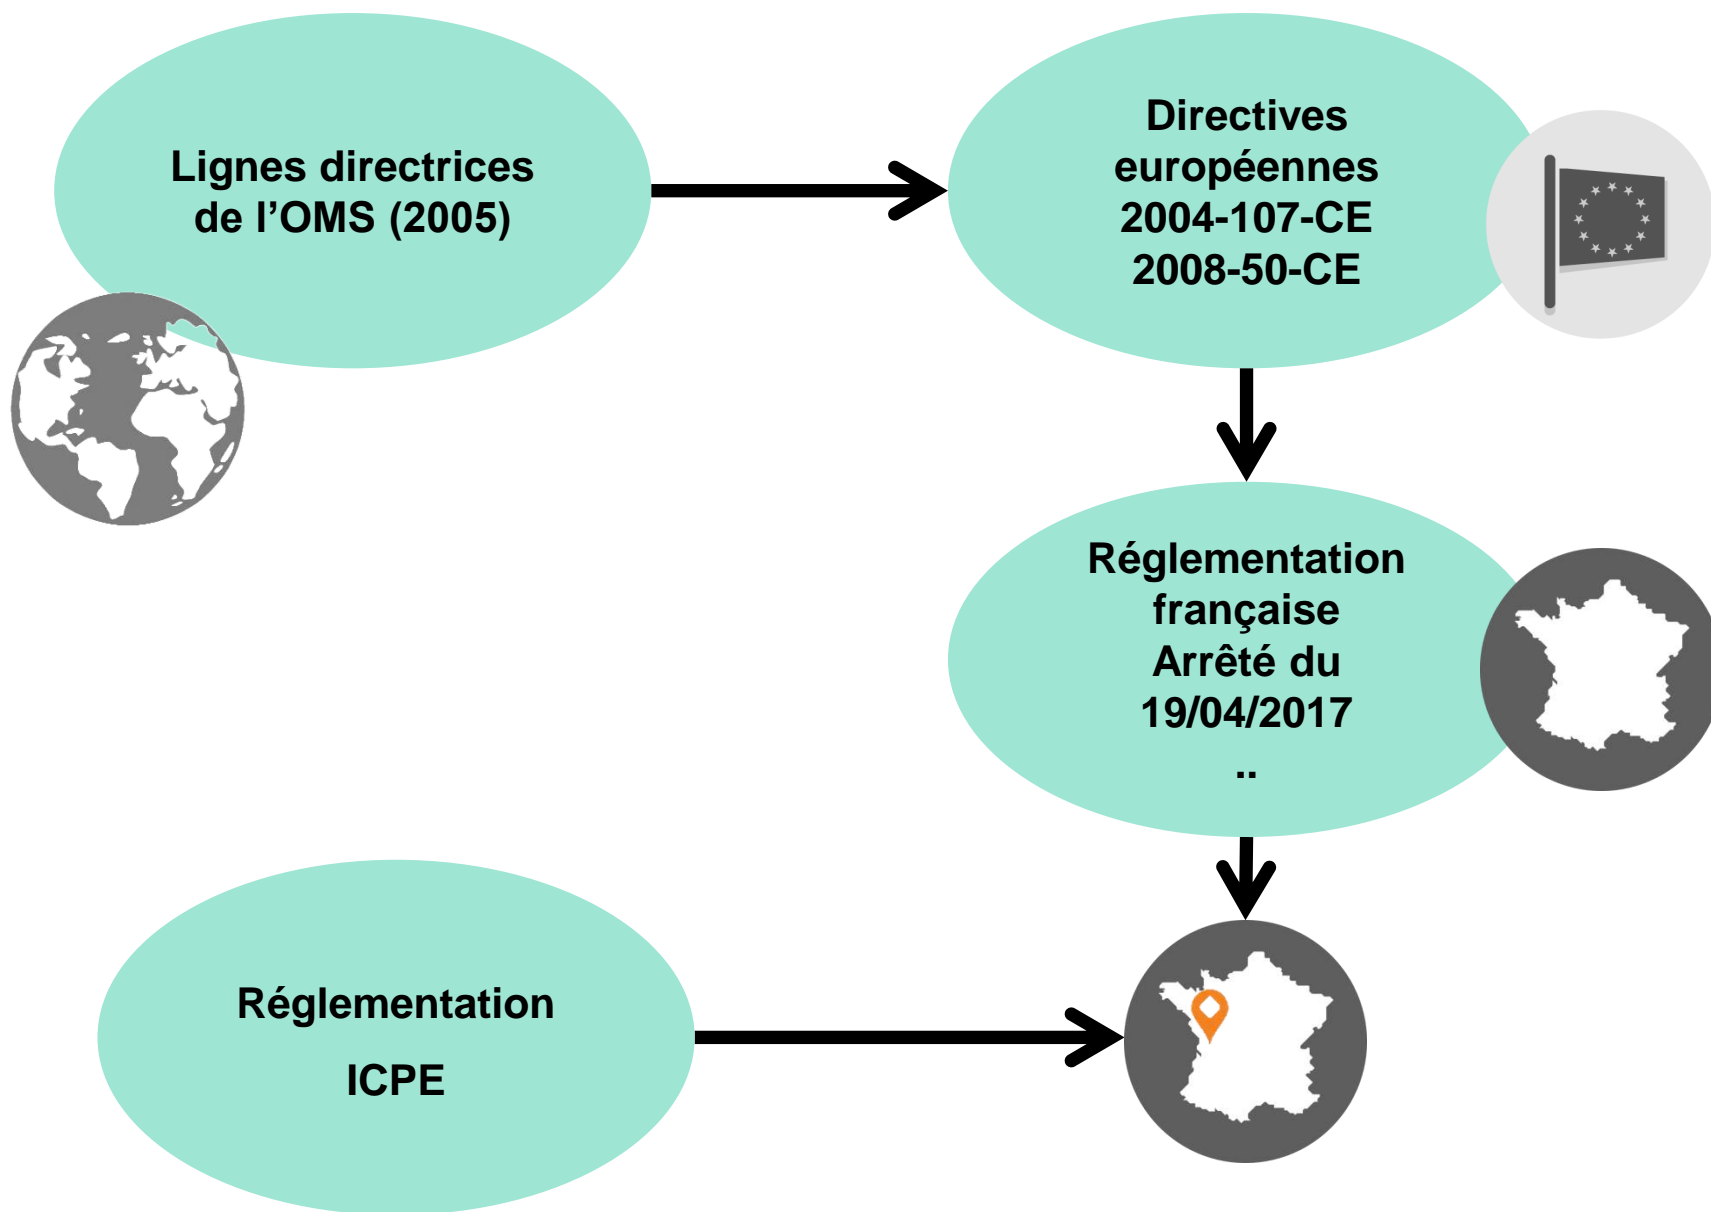 Lignes directrices
de l’OMS (2005)
Directives
européennes
2004-107-CE
2008-50-CE
Réglementation
française
Arrêté du
19/04/2017
..
Réglementation
ICPE